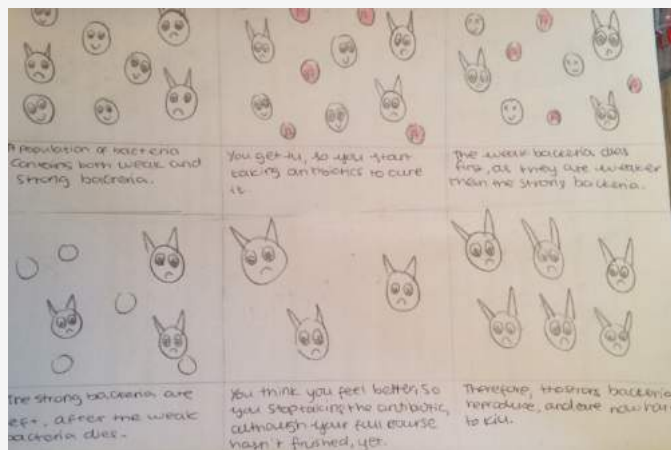 A population of bacteria
Contains both weak and
strong bacteria.
You get ill, so you start
taking antibiotics to cure
it.
The weak bacteria dies
first, as they are weaker
than the strong bacteria.
The strong bacteria are
left, after the weak
bacteria dies.
You think you feel better, so
you stop taking the antibiotic,
although your full course
hasn't finished, yet.
Therefore, the bacteria
reproduce, and are now hard
to kill.